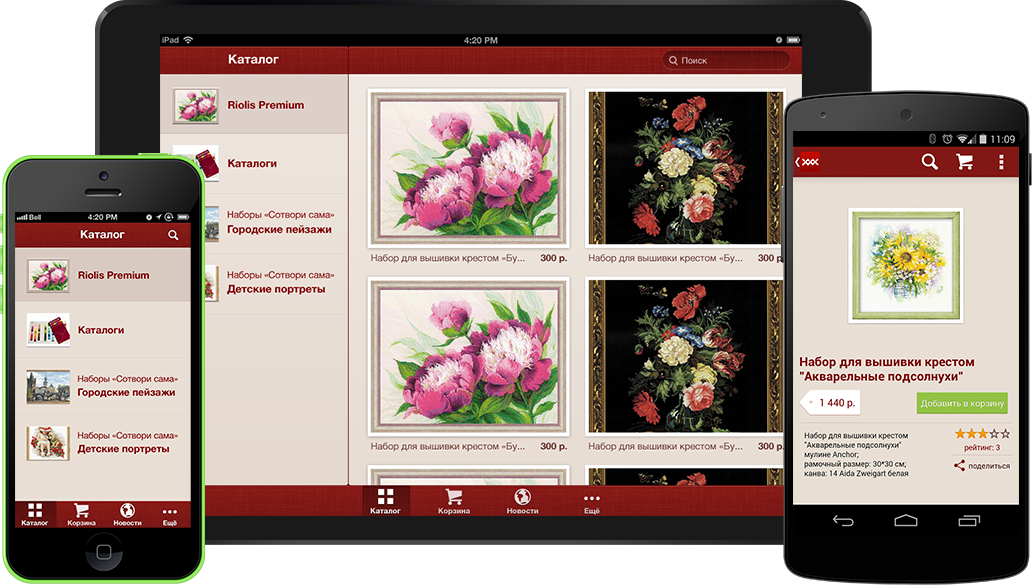 iPad
4:20 PM
Каталог
Поиск
Riolis Premium
Каталоги
Наборы «Сотвори сама»
Городские пейзажи
Наборы «Сотвори сама»
Детские портреты
Набор для вышивки крестом «Бу... 300 р.
Набор для вышивки крестом «Бу... 300 р.
Набор для вышивки крестом «Бу... 300 р.
Набор для вышивки крестом «Бу... 300 р.
Каталог
Корзина
Новости
Ещё
Bell
4:20 PM
Каталог
Riolis Premium
Каталоги
Наборы «Сотвори сама»
Городские пейзажи
Наборы «Сотвори сама»
Детские портреты
Каталог
Корзина
Новости
Ещё
11:09
Набор для вышивки крестом
"Акварельные подсолнухи"
1 440 р.
Добавить в корзину
Набор для вышивки крестом
"Акварельные подсолнухи"
мулине Anchor;
рамочный размер: 30*30 см;
канва: 14 Aida Zweigart белая
рейтинг: 3
поделиться